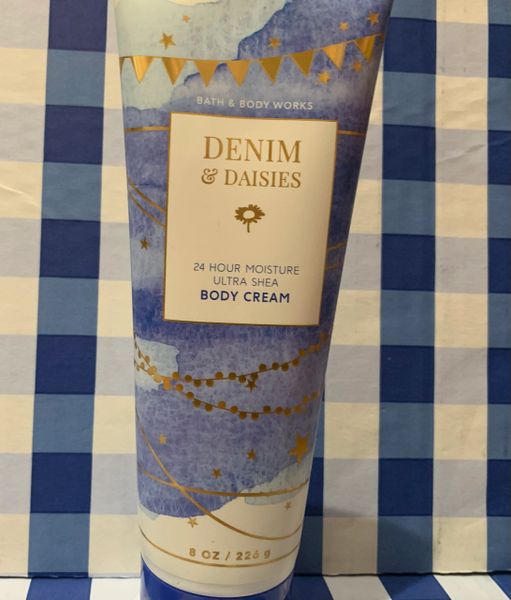 BATH & BODY WORKS
DENIM
& DAISIES
24 HOUR MOISTURE
ULTRA SHEA
BODY CREAM
8 OZ / 226 g